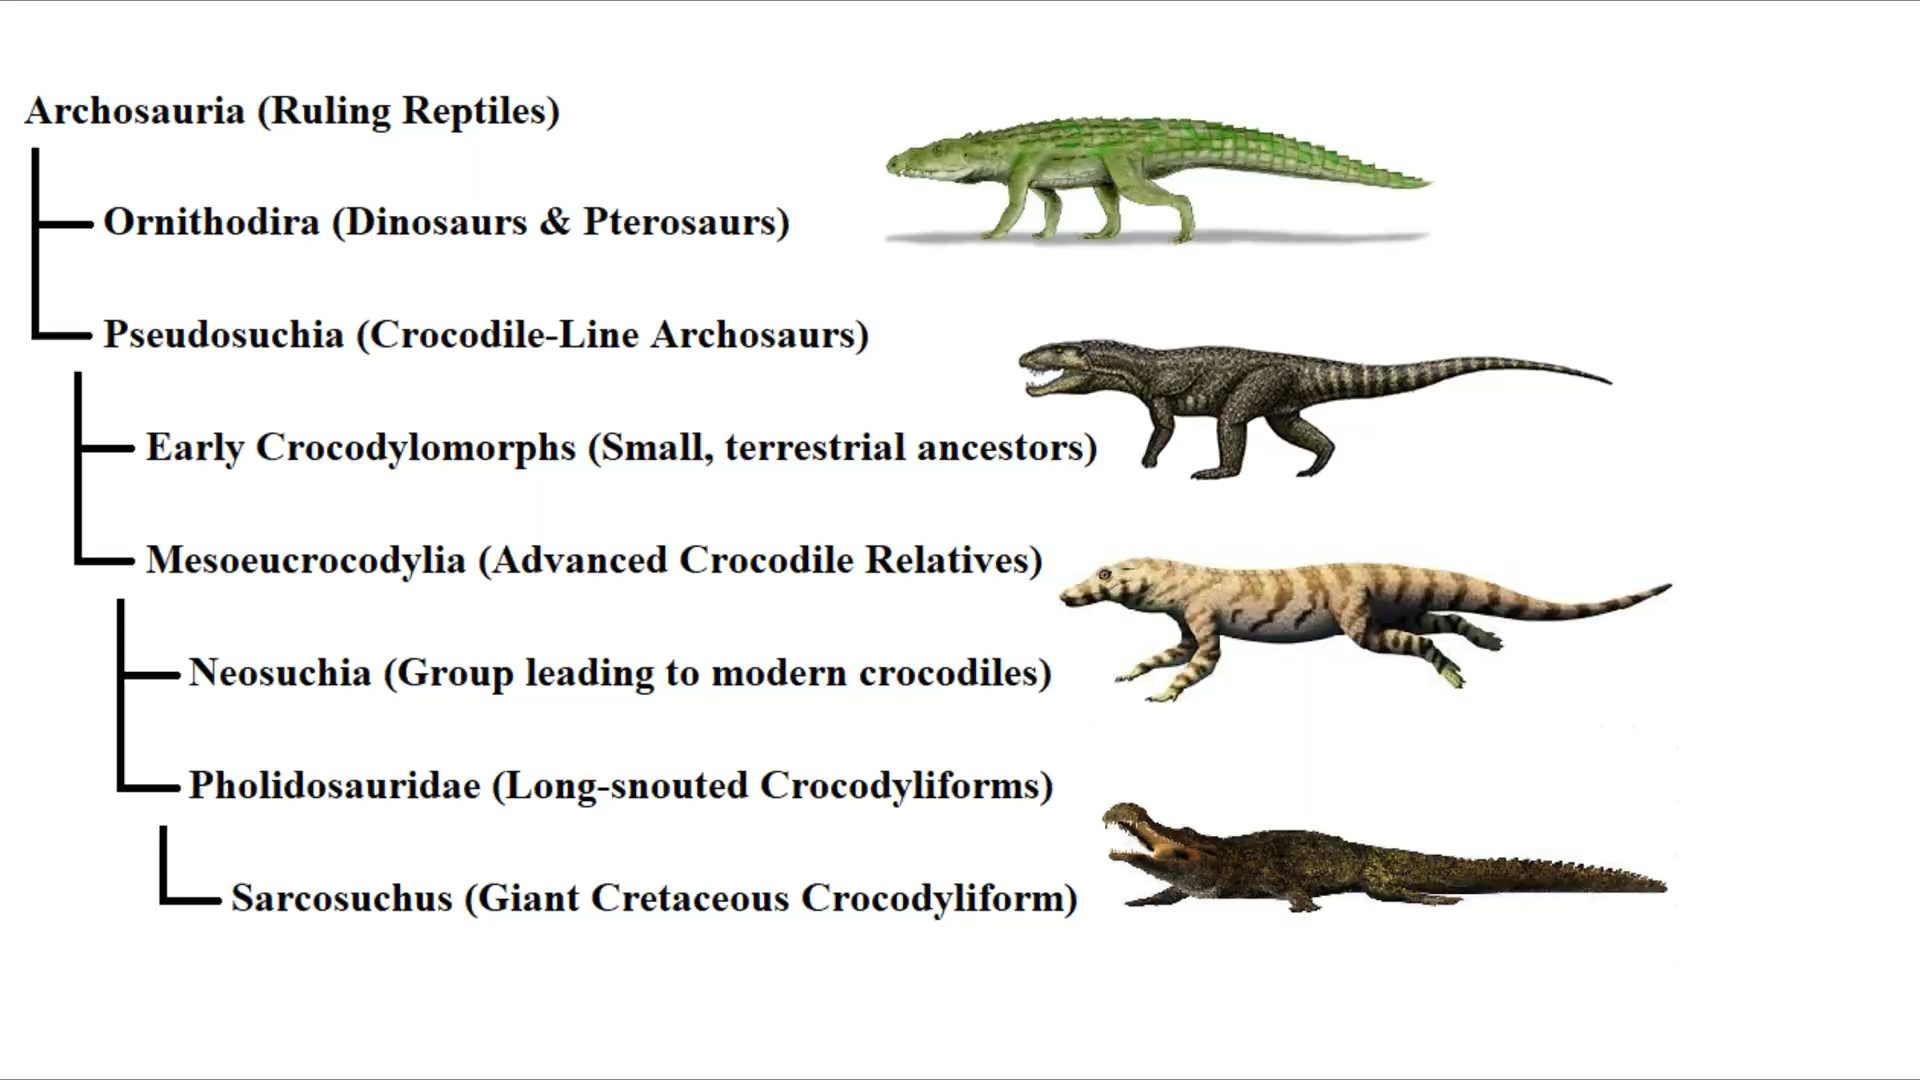 Archosauria (Ruling Reptiles)
Ornithodira (Dinosaurs & Pterosaurs)
Pseudosuchia (Crocodile-Line Archosaurs)
Early Crocodylomorphs (Small, terrestrial ancestors)
Mesoeucrocodylia (Advanced Crocodile Relatives)
Neosuchia (Group leading to modern crocodiles)
Pholidosauridae (Long-snouted Crocodyliforms)
Sarcosuchus (Giant Cretaceous Crocodyliform)